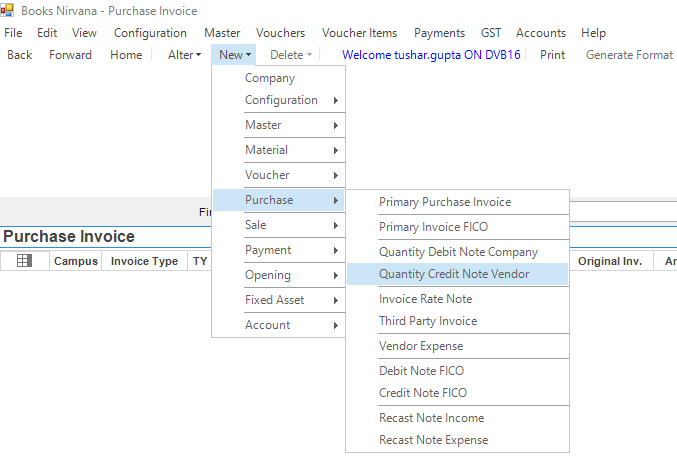 Books Nirvana - Purchase Invoice
File Edit View Configuration Master Vouchers Voucher Items Payments GST Accounts Help
Back Forward Home Alter New Delete Welcome tushar.gupta ON DVB16 Print Generate Format
Company
Configuration
Master
Material
Voucher
Purchase
Sale
Payment
Opening
Fixed Asset
Account
Primary Purchase Invoice
Primary Invoice FICO
Quantity Debit Note Company
Quantity Credit Note Vendor
Invoice Rate Note
Third Party Invoice
Vendor Expense
Debit Note FICO
Credit Note FICO
Recast Note Income
Recast Note Expense
Purchase Invoice
Campus Invoice Type TY Original Inv.